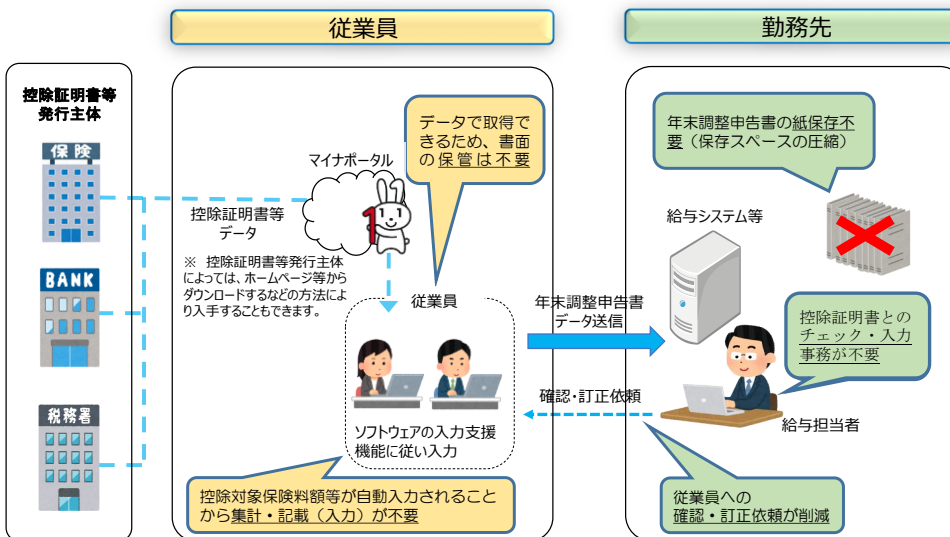 従業員
勤務先
控除証明書等
発行主体
保険
BANK
税務署
控除証明書等
データ
※ 控除証明書等発行主体
によっては、ホームページ等から
ダウンロードするなどの方法によ
り入手することもできます。
マイナポータル
1
データで取得で
きるため、書面
の保管は不要
従業員
ソフトウェアの入力支援
機能に従い入力
控除対象保険料額等が自動入力されること
から集計・記載（入力）が不要
年末調整申告書
データ送信
確認・訂正依頼
年末調整申告書の紙保存不
要（保存スペースの圧縮）
給与システム等
控除証明書との
チェック・入力
事務が不要
給与担当者
従業員への
確認・訂正依頼が削減